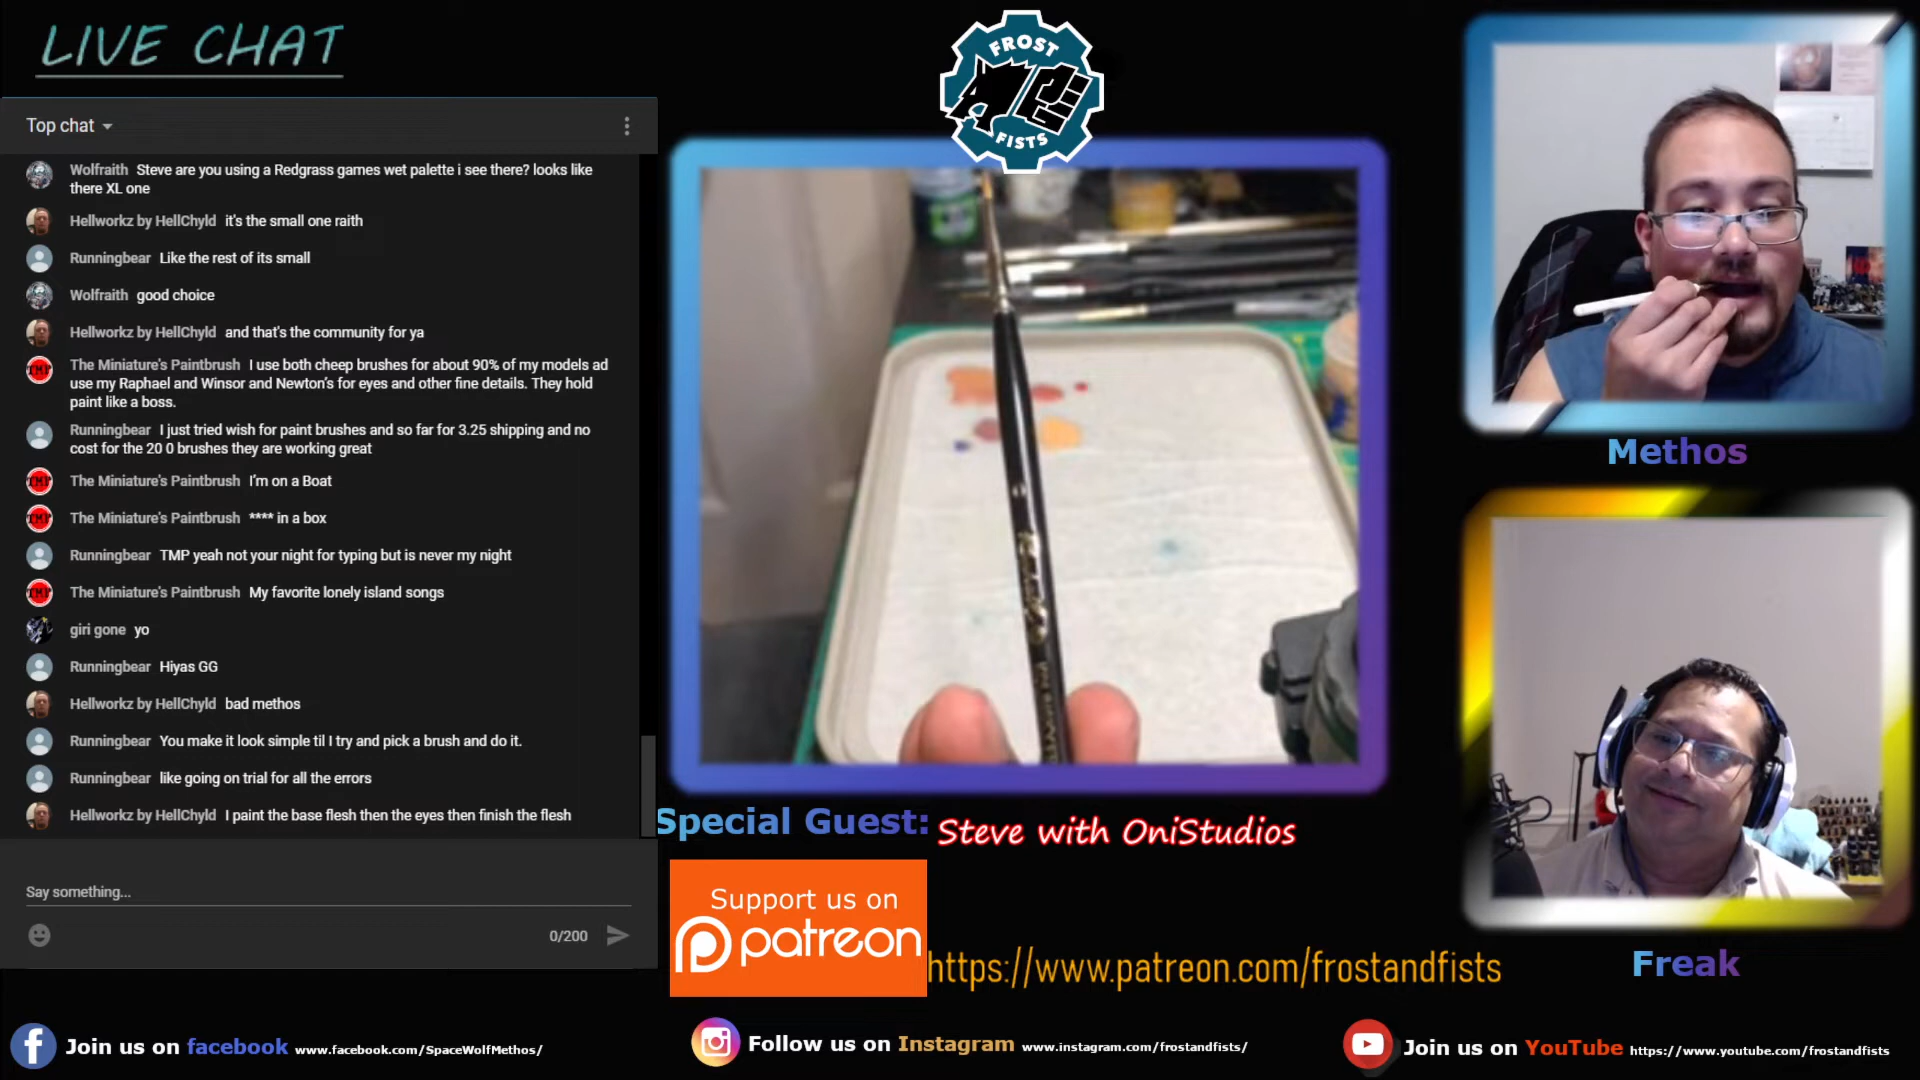 LIVE CHAT
Top chat
Wolfraith Steve are you using a Redgrass games wet palette i see there? looks like
there XL one
Hellworkz by HellChyld it's the small one raith
Runningbear Like the rest of its small
Wolfraith good choice
Hellworkz by HellChyld and that's the community for ya
The Miniature's Paintbrush I use both cheep brushes for about 90% of my models ad
use my Raphael and Winsor and Newton's for eyes and other fine details. They hold
paint like a boss.
Runningbear I just tried wish for paint brushes and so far for 3.25 shipping and no
cost for the 20 0 brushes they are working great
The Miniature's Paintbrush I'm on a Boat
The Miniature's Paintbrush **** in a box
Runningbear TMP yeah not your night for typing but is never my night
The Miniature's Paintbrush My favorite lonely island songs
giri gone yo
Runningbear Hiyas GG
Hellworkz by HellChyld bad methos
Runningbear You make it look simple til I try and pick a brush and do it.
Runningbear like going on trial for all the errors
Hellworkz by HellChyld I paint the base flesh then the eyes then finish the flesh
Say something...
0/200
FROST
FISTS
Methos
Special Guest: Steve with OniStudios
Support us on
patreon
https://www.patreon.com/frostandfists
Freak
Join us on facebook www.facebook.com/SpaceWolfMethos/
Follow us on Instagram www.instagram.com/frostandfists/
Join us on YouTube https://www.youtube.com/frostandfists